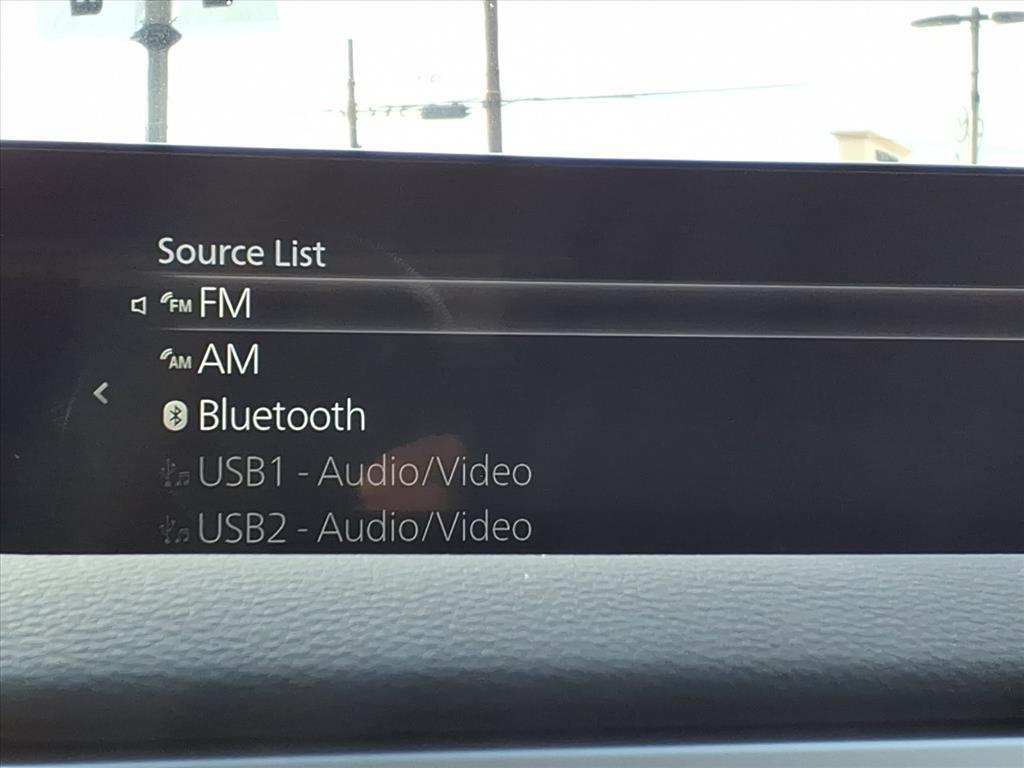 Source List
FM FM
AM AM
Bluetooth
USB1 - Audio/Video
USB2 - Audio/Video